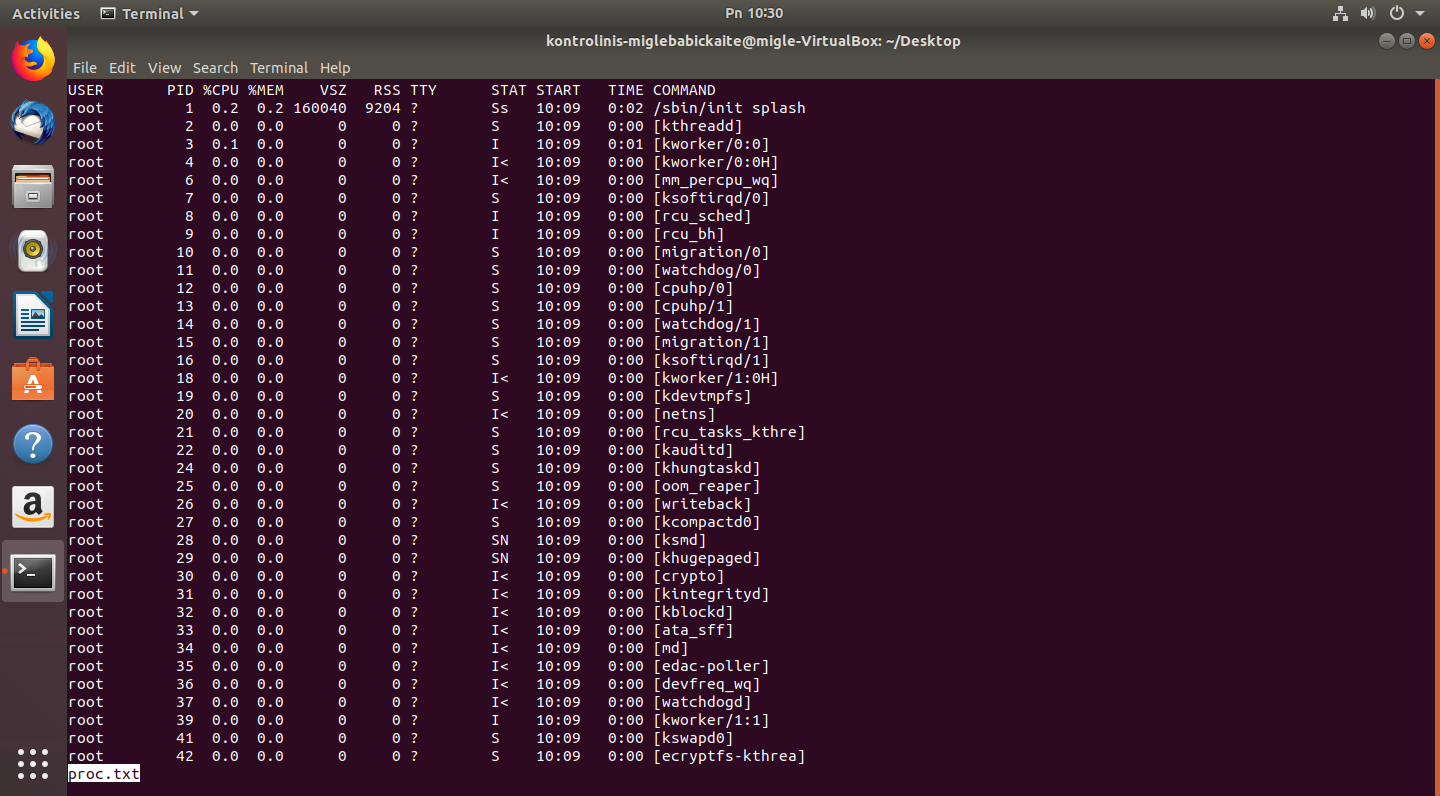 Activities Terminal Pn 10:30
kontrolinis-miglebabickaite@migle-VirtualBox: ~/Desktop
File Edit View Search Terminal Help
USER       PID %CPU %MEM    VSZ   RSS TTY      STAT START   TIME COMMAND
root         1  0.2  0.2 160040  9204 ?        Ss   10:09   0:02 /sbin/init splash
root         2  0.0  0.0      0     0 ?        S    10:09   0:00 [kthreadd]
root         3  0.1  0.0      0     0 ?        I    10:09   0:01 [kworker/0:0]
root         4  0.0  0.0      0     0 ?        I<   10:09   0:00 [kworker/0:0H]
root         6  0.0  0.0      0     0 ?        I<   10:09   0:00 [mm_percpu_wq]
root         7  0.0  0.0      0     0 ?        S    10:09   0:00 [ksoftirqd/0]
root         8  0.0  0.0      0     0 ?        I    10:09   0:00 [rcu_sched]
root         9  0.0  0.0      0     0 ?        I    10:09   0:00 [rcu_bh]
root        10  0.0  0.0      0     0 ?        S    10:09   0:00 [migration/0]
root        11  0.0  0.0      0     0 ?        S    10:09   0:00 [watchdog/0]
root        12  0.0  0.0      0     0 ?        S    10:09   0:00 [cpuhp/0]
root        13  0.0  0.0      0     0 ?        S    10:09   0:00 [cpuhp/1]
root        14  0.0  0.0      0     0 ?        S    10:09   0:00 [watchdog/1]
root        15  0.0  0.0      0     0 ?        S    10:09   0:00 [migration/1]
root        16  0.0  0.0      0     0 ?        S    10:09   0:00 [ksoftirqd/1]
root        18  0.0  0.0      0     0 ?        I<   10:09   0:00 [kworker/1:0H]
root        19  0.0  0.0      0     0 ?        S    10:09   0:00 [kdevtmpfs]
root        20  0.0  0.0      0     0 ?        I<   10:09   0:00 [netns]
root        21  0.0  0.0      0     0 ?        S    10:09   0:00 [rcu_tasks_kthre]
root        22  0.0  0.0      0     0 ?        S    10:09   0:00 [kauditd]
root        24  0.0  0.0      0     0 ?        S    10:09   0:00 [khungtaskd]
root        25  0.0  0.0      0     0 ?        S    10:09   0:00 [oom_reaper]
root        26  0.0  0.0      0     0 ?        I<   10:09   0:00 [writeback]
root        27  0.0  0.0      0     0 ?        S    10:09   0:00 [kcompactd0]
root        28  0.0  0.0      0     0 ?        SN   10:09   0:00 [ksmd]
root        29  0.0  0.0      0     0 ?        SN   10:09   0:00 [khugepaged]
root        30  0.0  0.0      0     0 ?        I<   10:09   0:00 [crypto]
root        31  0.0  0.0      0     0 ?        I<   10:09   0:00 [kintegrityd]
root        32  0.0  0.0      0     0 ?        I<   10:09   0:00 [kblockd]
root        33  0.0  0.0      0     0 ?        I<   10:09   0:00 [ata_sff]
root        34  0.0  0.0      0     0 ?        I<   10:09   0:00 [md]
root        35  0.0  0.0      0     0 ?        I<   10:09   0:00 [edac-poller]
root        36  0.0  0.0      0     0 ?        I<   10:09   0:00 [devfreq_wq]
root        37  0.0  0.0      0     0 ?        I<   10:09   0:00 [watchdogd]
root        39  0.0  0.0      0     0 ?        I    10:09   0:00 [kworker/1:1]
root        41  0.0  0.0      0     0 ?        S    10:09   0:00 [kswapd0]
root        42  0.0  0.0      0     0 ?        S    10:09   0:00 [ecryptfs-kthrea]
proc.txt